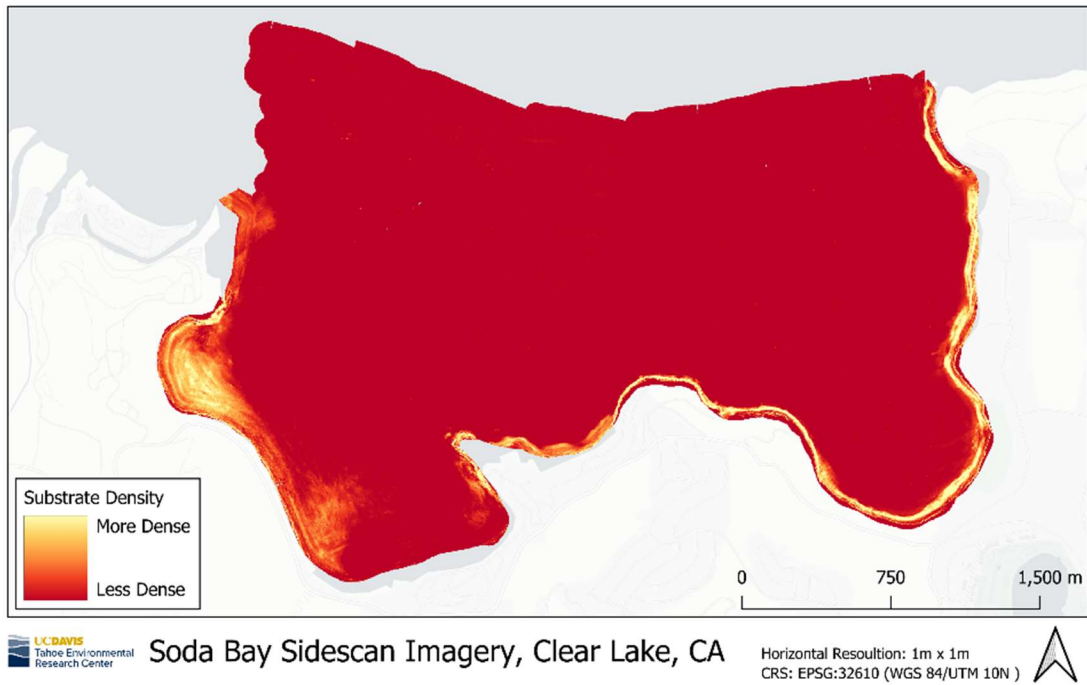 Substrate Density
More Dense
Less Dense
0 750 1,500 m
UCDAVIS
Tahoe Environmental
Research Center
Soda Bay Sidescan Imagery, Clear Lake, CA
Horizontal Resoultion: 1m x 1m
CRS: EPSG:32610 (WGS 84/UTM 10N )